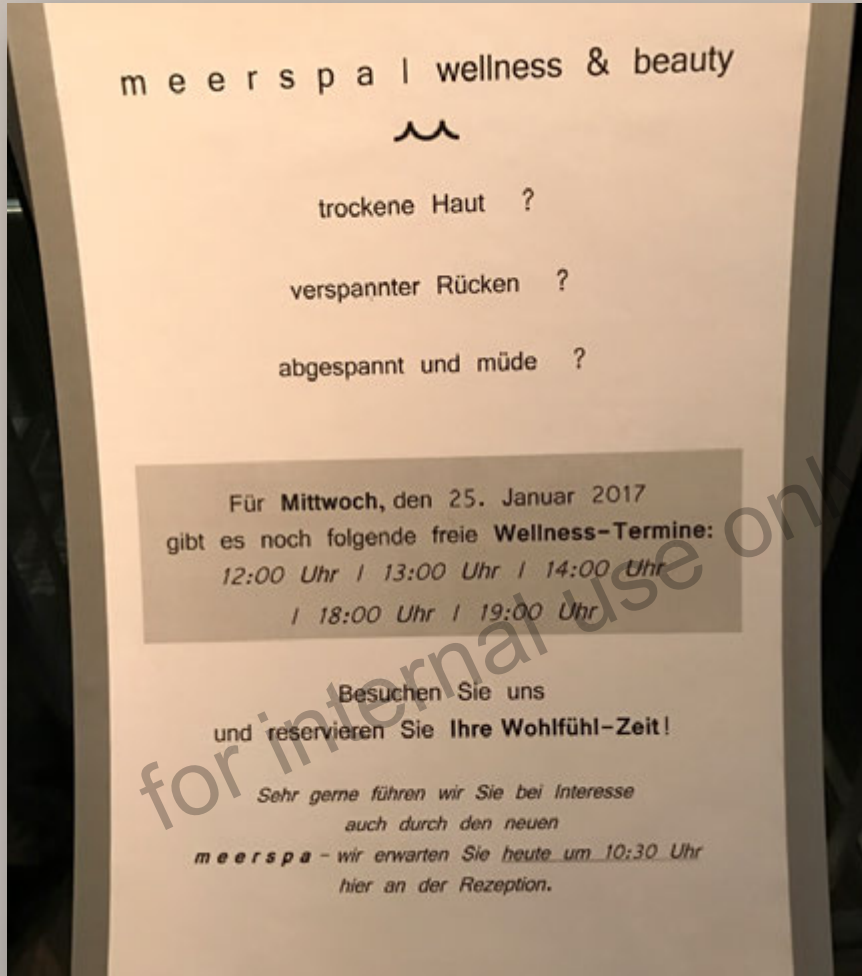 meerspa | wellness & beauty
trockene Haut ?
verspannter Rücken ?
abgespannt und müde ?
Für Mittwoch, den 25. Januar 2017
gibt es noch folgende freie Wellness-Termine:
12:00 Uhr / 13:00 Uhr / 14:00 Uhr
/ 18:00 Uhr / 19:00 Uhr
Besuchen Sie uns
und reservieren Sie Ihre Wohlfühl-Zeit!
Sehr gerne führen wir Sie bei Interesse
auch durch den neuen
meerspa - wir erwarten Sie heute um 10:30 Uhr
hier an der Rezeption.
for internal use only